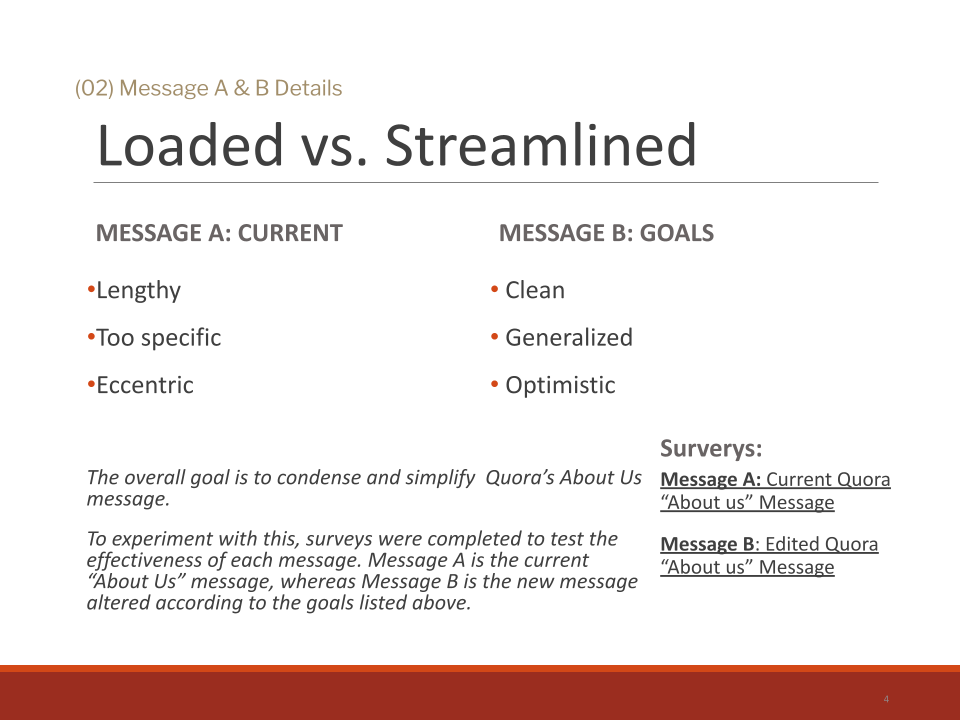 (02) Message A & B Details
Loaded vs. Streamlined
MESSAGE A: CURRENT
•Lengthy
•Too specific
•Eccentric
MESSAGE B: GOALS
• Clean
• Generalized
• Optimistic
The overall goal is to condense and simplify  Quora’s About Us
message.
To experiment with this, surveys were completed to test the
effectiveness of each message. Message A is the current
“About Us” message, whereas Message B is the new message
altered according to the goals listed above.
Surverys:
Message A: Current Quora
“About us” Message
Message B: Edited Quora
“About us” Message
4